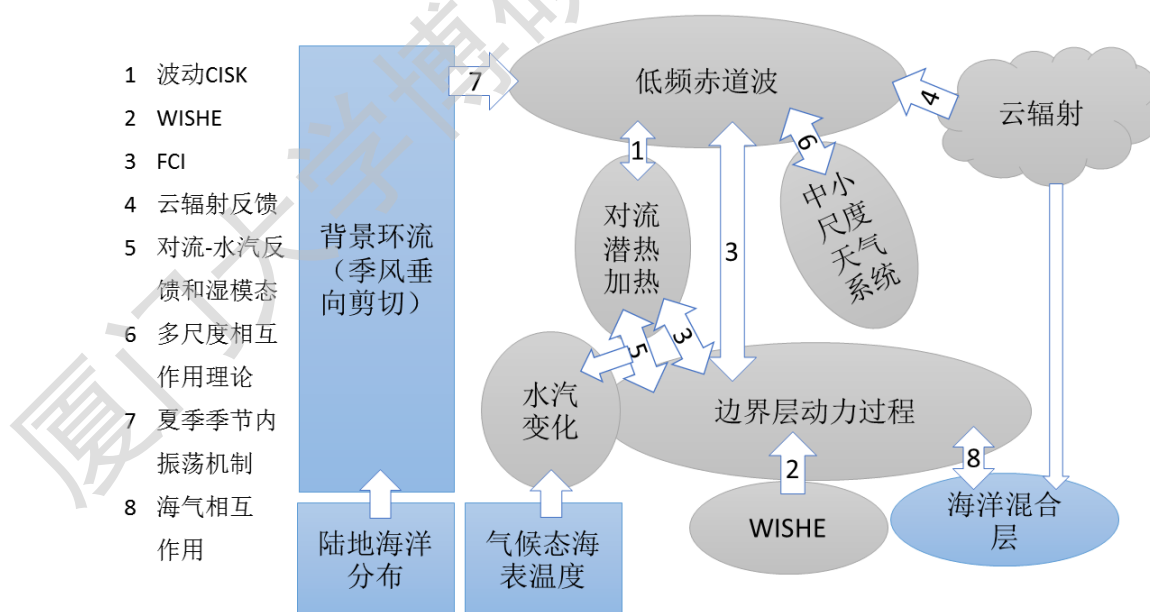 1 波动CISK
2 WISHE
3 FCI
4 云辐射反馈
5 对流-水汽反
馈和湿模态
6 多尺度相互
作用理论
7 夏季季节内
振荡机制
8 海气相互
作用
背景环流
（季风垂
向剪切）
陆地海洋
分布
气候态海
表温度
7
低频赤道波
4
云辐射
1
6
对流
潜热
加热
3
中小
尺度
天气
系统
5
3
水汽
变化
边界层动力过程
2
8
WISHE
海洋混合
层
厦门大学博硕